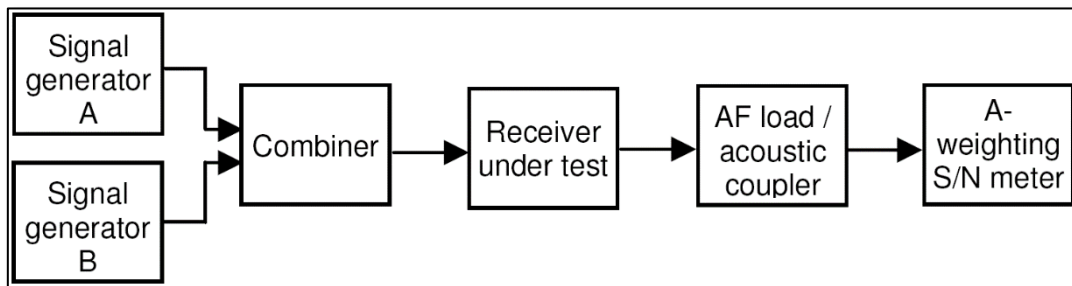 Signal
generator
A
Signal
generator
B
Combiner
Receiver
under test
AF load /
acoustic
coupler
A-
weighting
S/N meter